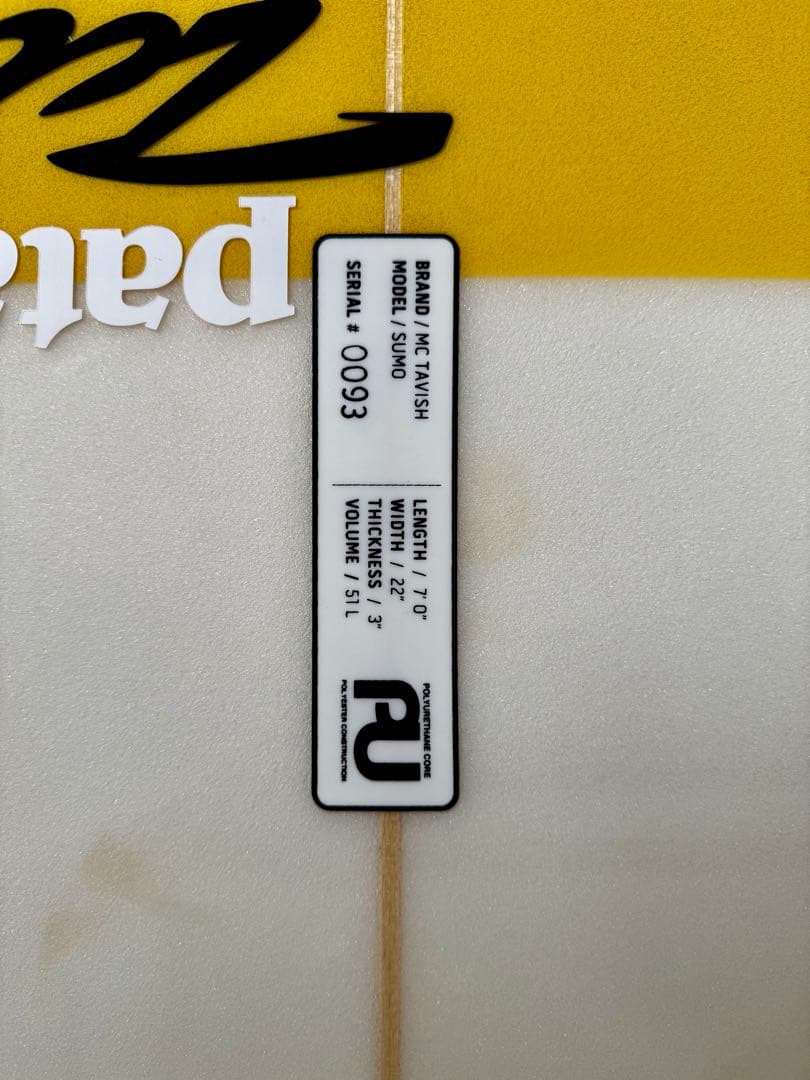 pata
BRAND / MC TAVISH
MODEL / SUMO
SERIAL # 0093
LENGTH / 7' 0"
WIDTH / 22"
THICKNESS / 3"
VOLUME / 51 L
POLYURETHANE CORE
PU
POLYESTER CONSTRUCTION